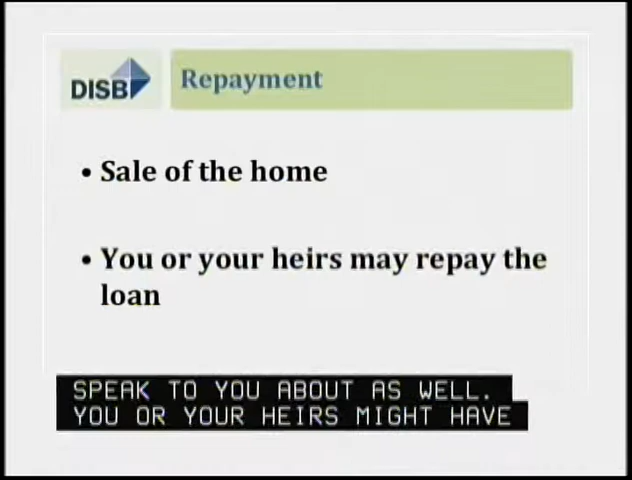 DISB
Repayment
• Sale of the home
• You or your heirs may repay the
loan
SPEAK TO YOU ABOUT AS WELL.
YOU OR YOUR HEIRS MIGHT HAVE